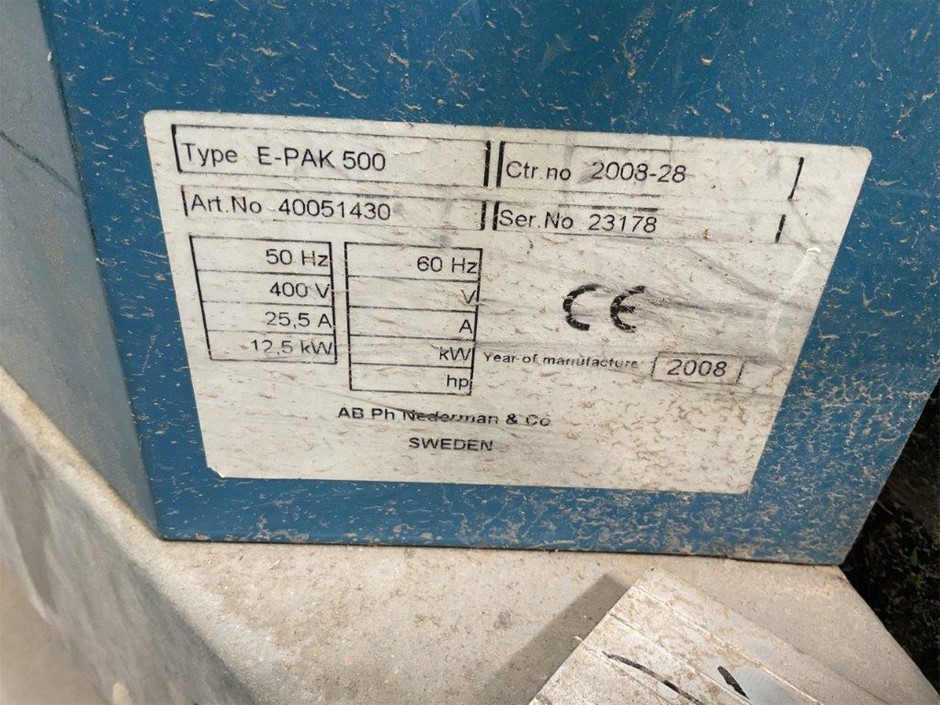 Type E-PAK 500
Ctr.no 2008-28
Art.No 40051430
Ser.No 23178
50 Hz
400 V
25,5 A
12,5 kW
60 Hz
V
A
kW
hp
CE
Year of manufacture 2008
AB Ph Nederman & Co
SWEDEN